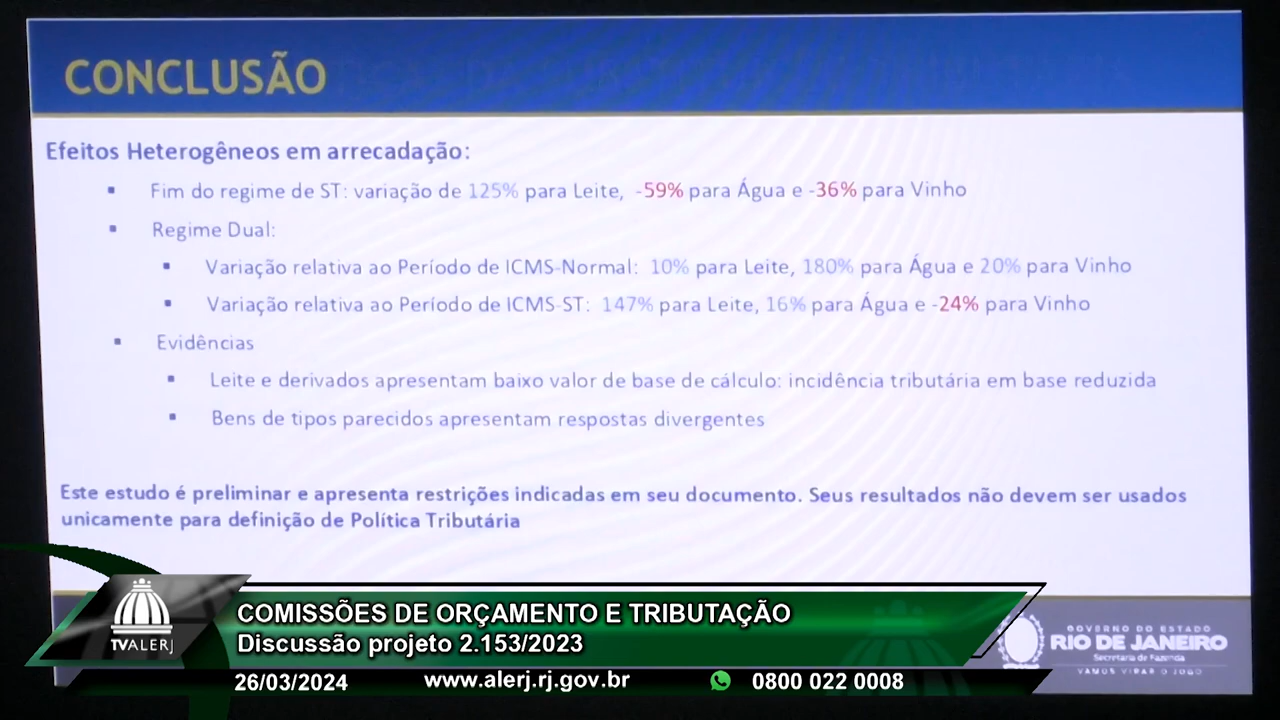 CONCLUSÃO
Efeitos Heterogêneos em arrecadação:
▪ Fim do regime de ST: variação de 125% para Leite, -59% para Água e -36% para Vinho
▪ Regime Dual:
▪ Variação relativa ao Período de ICMS-Normal: 10% para Leite, 180% para Água e 20% para Vinho
▪ Variação relativa ao Período de ICMS-ST: 147% para Leite, 16% para Água e -24% para Vinho
▪ Evidências
▪ Leite e derivados apresentam baixo valor de base de cálculo: incidência tributária em base reduzida
▪ Bens de tipos parecidos apresentam respostas divergentes
Este estudo é preliminar e apresenta restrições indicadas em seu documento. Seus resultados não devem ser usados
unicamente para definição de Política Tributária
COMISSÕES DE ORÇAMENTO E TRIBUTAÇÃO
Discussão projeto 2.153/2023
TVALERJ
GOVERNO DO ESTADO
RIO DE JANEIRO
Secretaria de Fazenda
VAMOS VIRAR O JOGO
26/03/2024 www.alerj.rj.gov.br 0800 022 0008